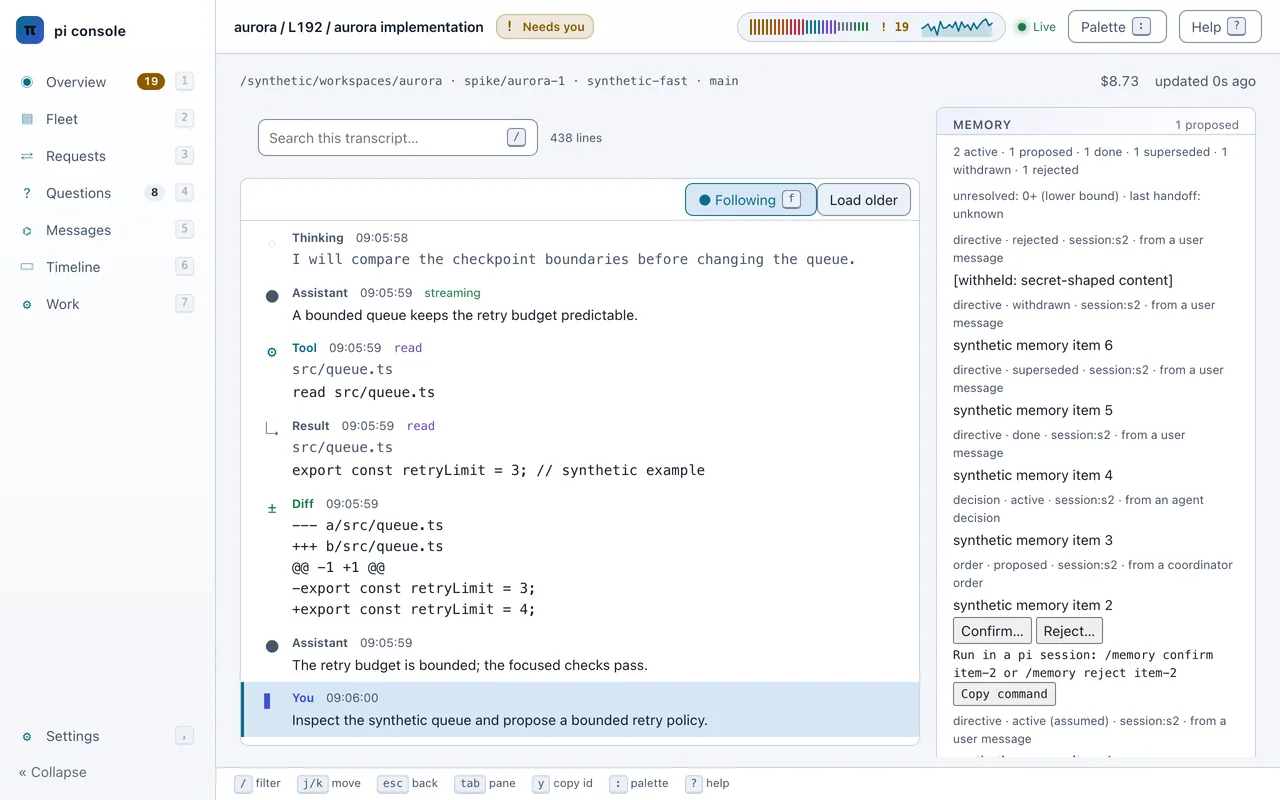 π pi console
Overview 19 1
Fleet 2
Requests 3
? Questions 8 4
Messages 5
Timeline 6
Work 7
Settings ,
« Collapse
aurora / L192 / aurora implementation ! Needs you
! 19
Live
Palette :
Help ?
/synthetic/workspaces/aurora · spike/aurora-1 · synthetic-fast · main
$8.73 updated 0s ago
Search this transcript... /
438 lines
Following f
Load older
Thinking 09:05:58
I will compare the checkpoint boundaries before changing the queue.
Assistant 09:05:59 streaming
A bounded queue keeps the retry budget predictable.
Tool 09:05:59 read
src/queue.ts
read src/queue.ts
Result 09:05:59 read
src/queue.ts
export const retryLimit = 3; // synthetic example
± Diff 09:05:59
--- a/src/queue.ts
+++ b/src/queue.ts
@@ -1 +1 @@
-export const retryLimit = 3;
+export const retryLimit = 4;
Assistant 09:05:59
The retry budget is bounded; the focused checks pass.
You 09:06:00
Inspect the synthetic queue and propose a bounded retry policy.
MEMORY 1 proposed
2 active · 1 proposed · 1 done · 1 superseded · 1
withdrawn · 1 rejected
unresolved: 0+ (lower bound) · last handoff:
unknown
directive · rejected · session:s2 · from a user
message
[withheld: secret-shaped content]
directive · withdrawn · session:s2 · from a user
message
synthetic memory item 6
directive · superseded · session:s2 · from a user
message
synthetic memory item 5
directive · done · session:s2 · from a user
message
synthetic memory item 4
decision · active · session:s2 · from an agent
decision
synthetic memory item 3
order · proposed · session:s2 · from a coordinator
order
synthetic memory item 2
Confirm... Reject...
Run in a pi session: /memory confirm
item-2 or /memory reject item-2
Copy command
directive · active (assumed) · session:s2 · from a
user message
/ filter j/k move esc back tab pane y copy id : palette ? help